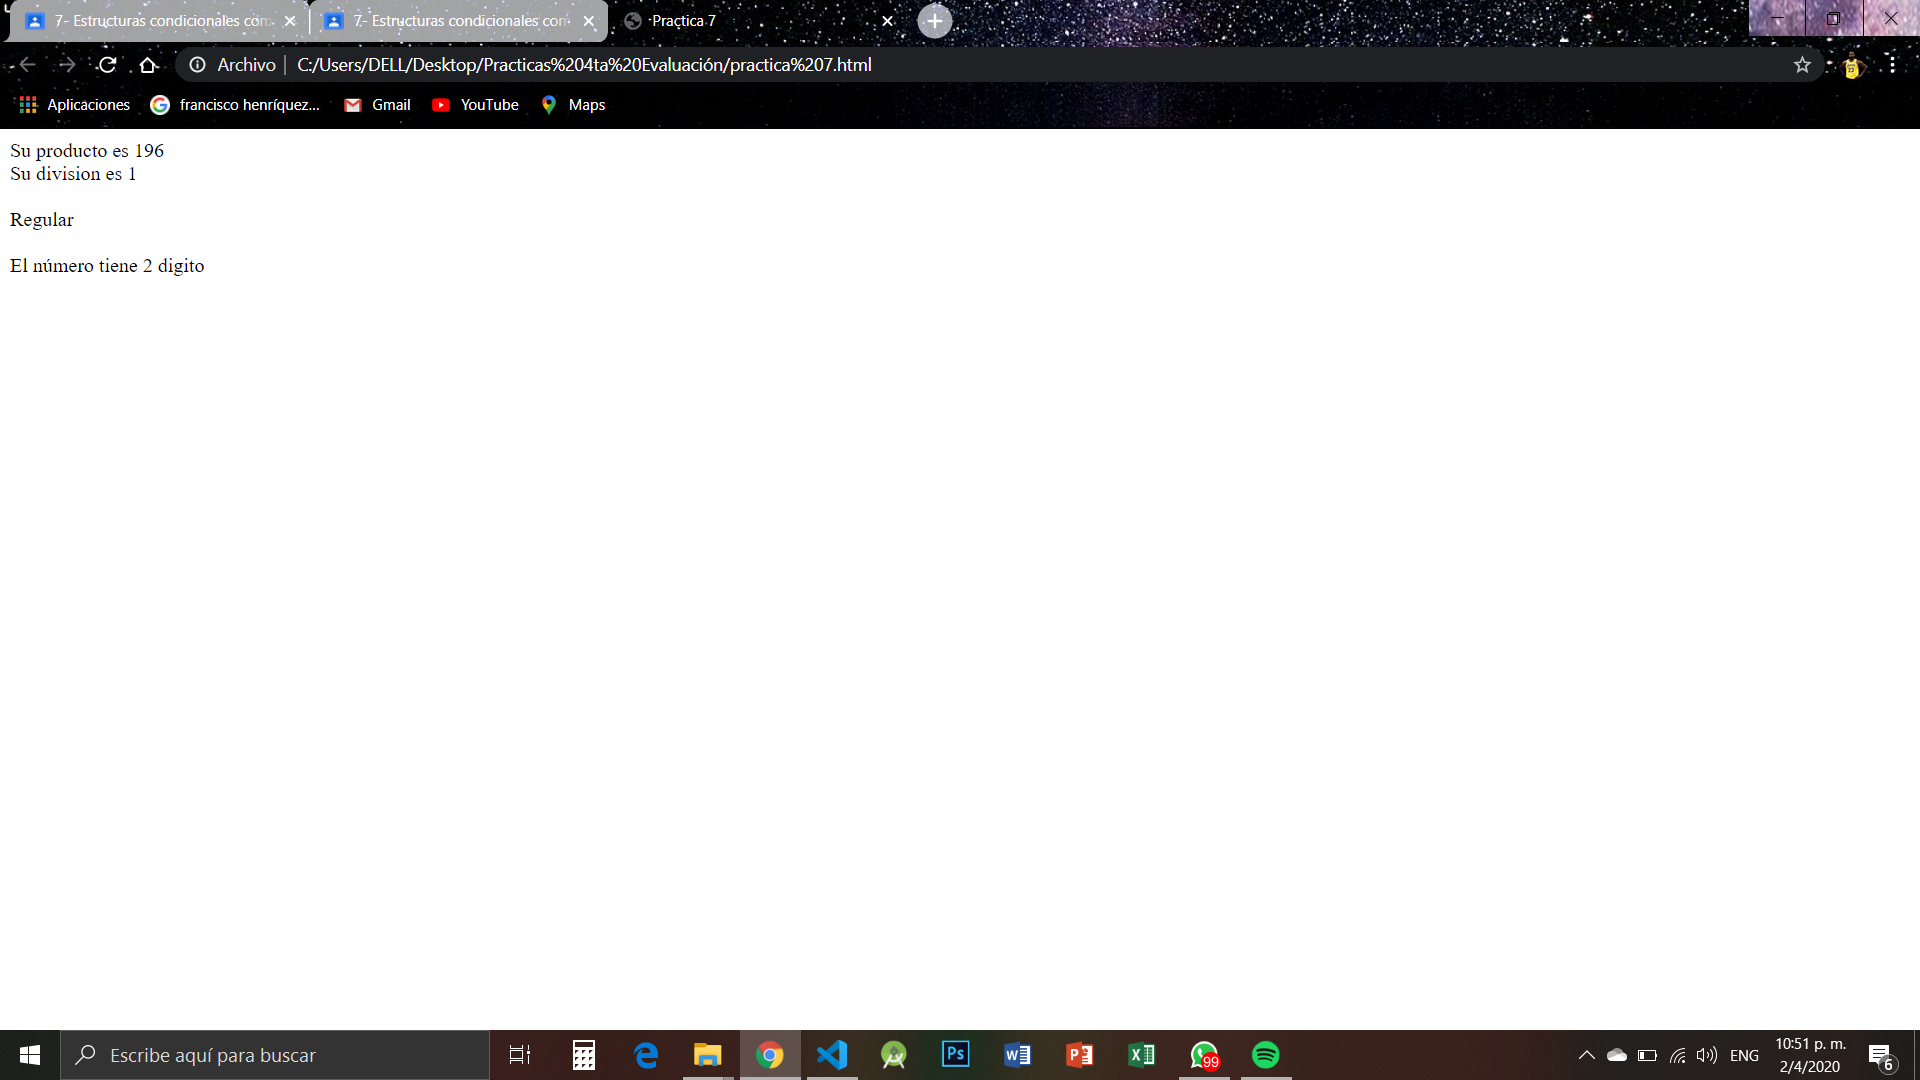 7- Estructuras condicionales com
7- Estructuras condicionales con
Practica 7
Archivo
C:/Users/DELL/Desktop/Practicas%204ta%20Evaluación/practica%207.html
Aplicaciones
francisco henríquez...
Gmail
YouTube
Maps
Su producto es 196
Su division es 1
Regular
El número tiene 2 digito
Escribe aquí para buscar
Ps
99
ENG
10:51 p. m.
2/4/2020
6